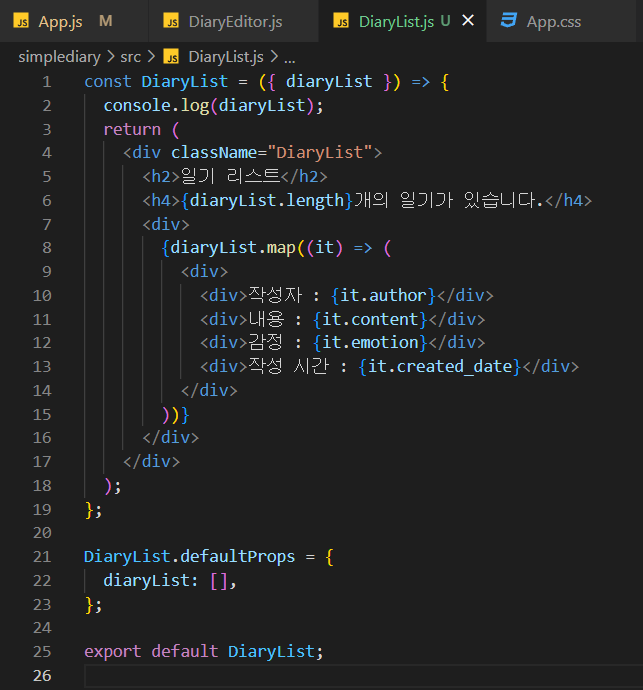 App.js M DiaryEditor.js DiaryList.js U App.css
simplediary > src > DiaryList.js > ...
1 const DiaryList = ({ diaryList }) => {
2   console.log(diaryList);
3   return (
4     <div className="DiaryList">
5       <h2>일기 리스트</h2>
6       <h4>{diaryList.length}개의 일기가 있습니다.</h4>
7       <div>
8         {diaryList.map((it) => (
9           <div>
10             <div>작성자 : {it.author}</div>
11             <div>내용 : {it.content}</div>
12             <div>감정 : {it.emotion}</div>
13             <div>작성 시간 : {it.created_date}</div>
14           </div>
15         ))}
16       </div>
17     </div>
18   );
19 };
20
21 DiaryList.defaultProps = {
22   diaryList: [],
23 };
24
25 export default DiaryList;
26